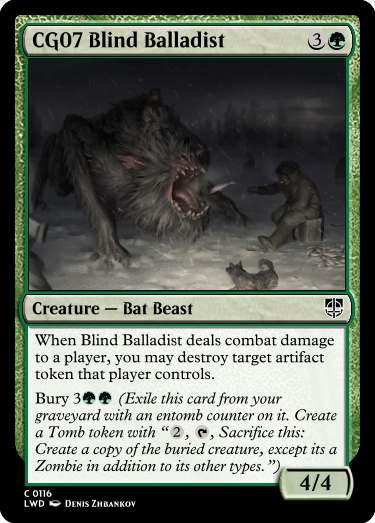 CG07 Blind Balladist 3
Creature — Bat Beast
When Blind Balladist deals combat damage
to a player, you may destroy target artifact
token that player controls.
Bury 3 (Exile this card from your
graveyard with an entomb counter on it. Create
a Tomb token with “2, , Sacrifice this:
Create a copy of the buried creature, except its a
Zombie in addition to its other types.”)
4/4
C 0116
LWD Denis Zhbankov